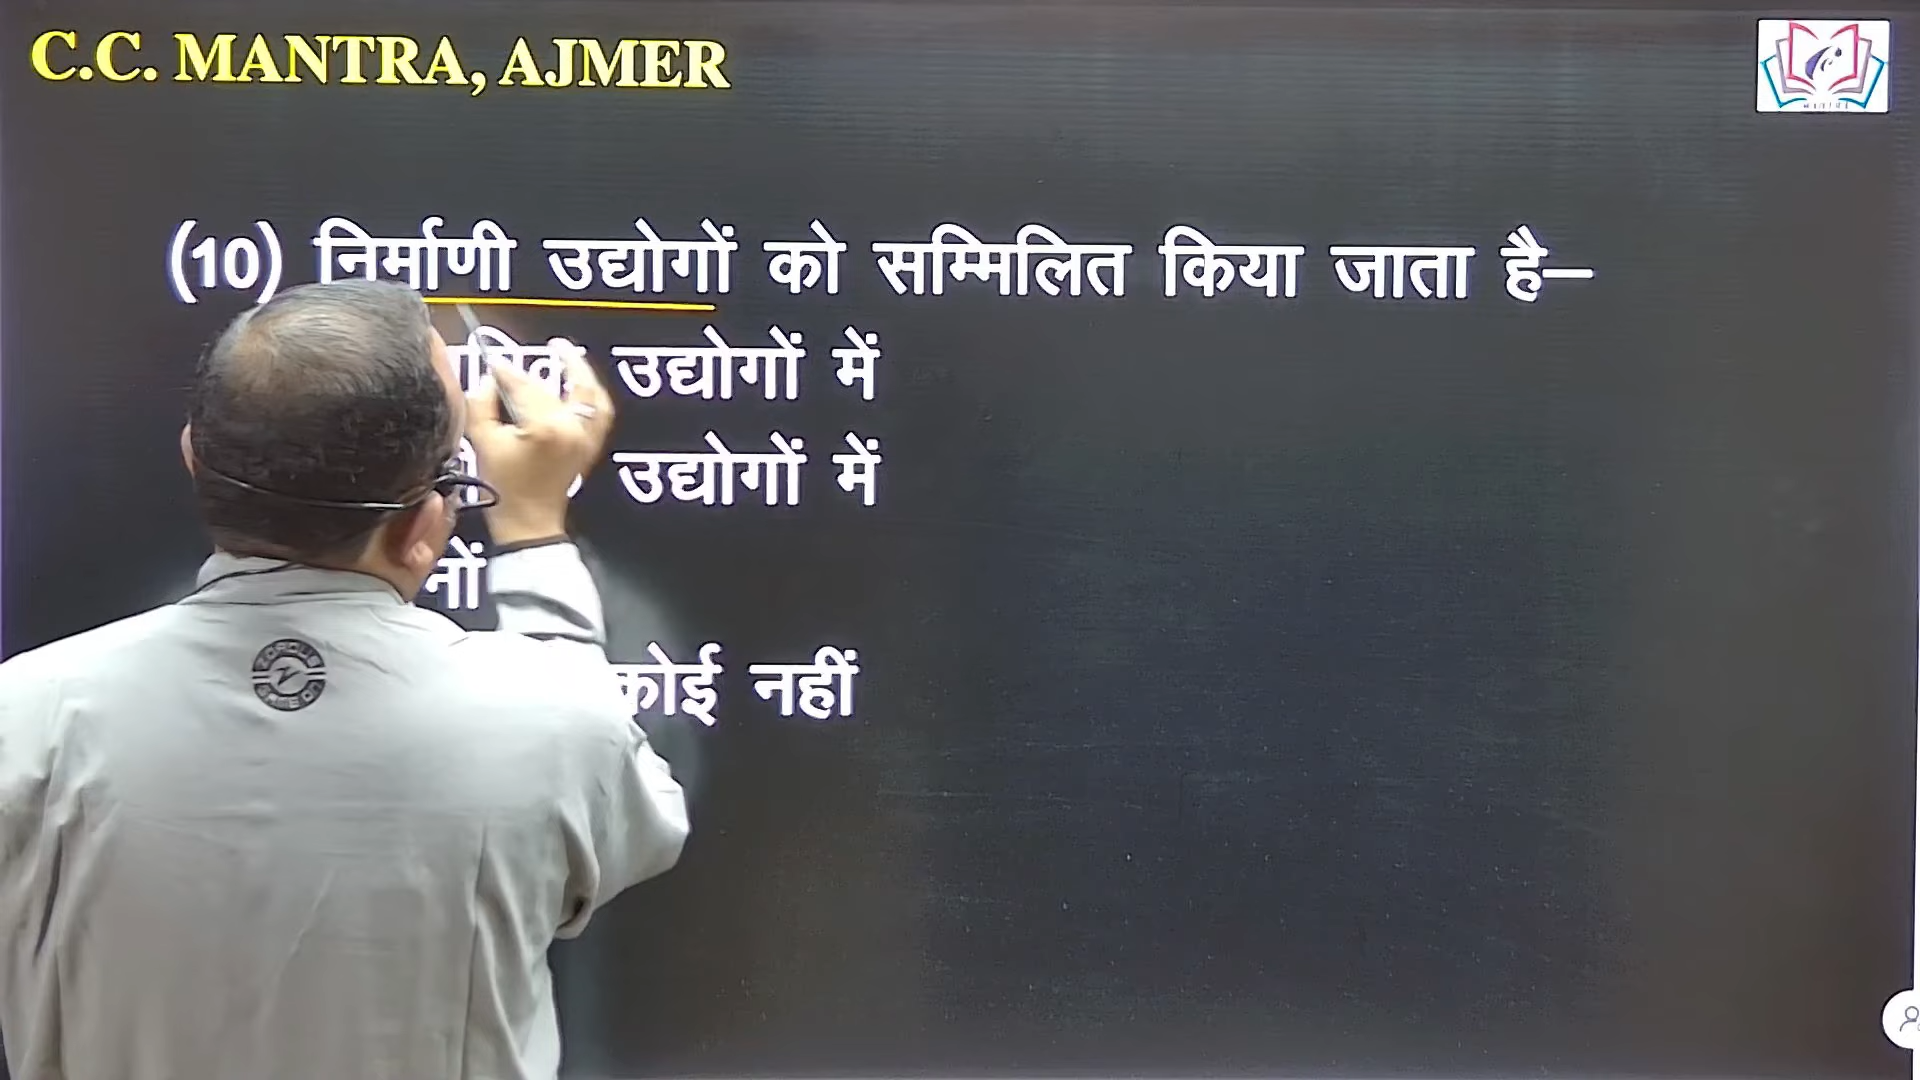 C.C. MANTRA, AJMER
(10) निर्माणी उद्योगों को सम्मिलित किया जाता है—
उद्योगों में
उद्योगों में
कोई नहीं